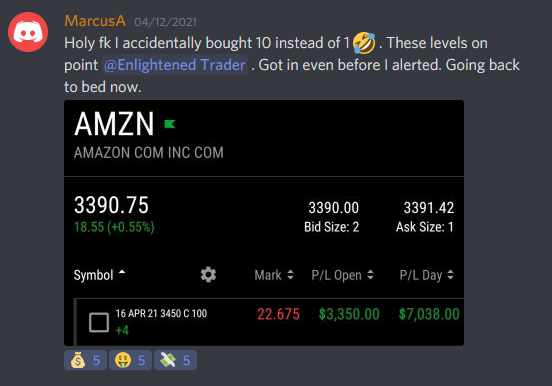 MarcusA 04/12/2021
Holy fk I accidentally bought 10 instead of 1 🤣 . These levels on
point @Enlightened Trader . Got in even before I alerted. Going back
to bed now.
AMZN
AMAZON COM INC COM
3390.75 3390.00 3391.42
18.55 (+0.55%) Bid Size: 2 Ask Size: 1
Symbol Mark P/L Open P/L Day
16 APR 21 3450 C 100 22.675 $3,350.00 $7,038.00
+4
5 5 5